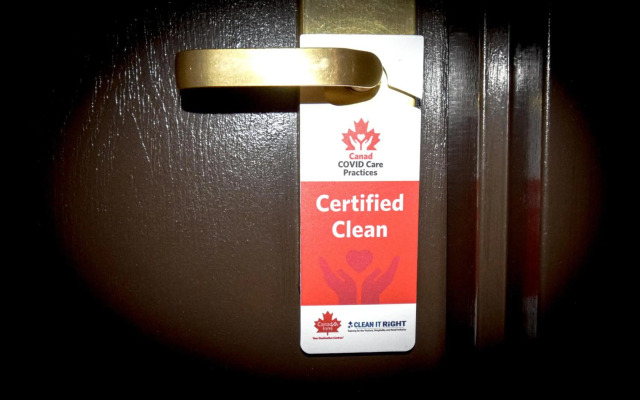 Canad
COVID Care
Practices
Certified
Clean
CLEAN IT RIGHT